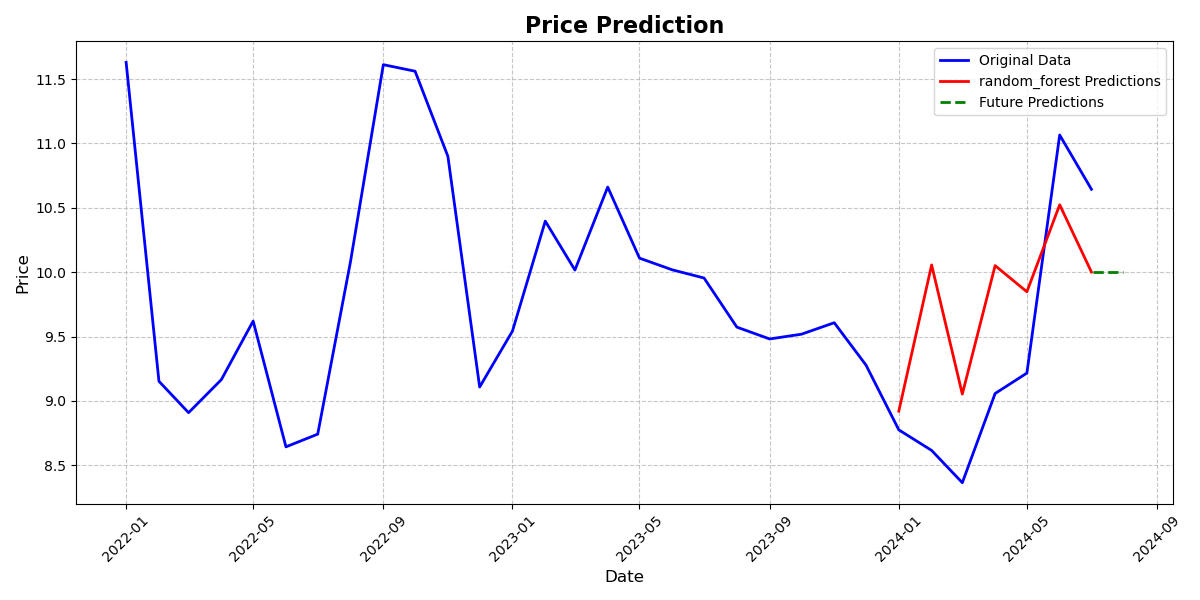 Price Prediction
Original Data
random_forest Predictions
Future Predictions
Price
11.5
11.0
10.5
10.0
9.5
9.0
8.5
2022-01
2022-05
2022-09
2023-01
2023-05
2023-09
2024-01
2024-05
2024-09
Date